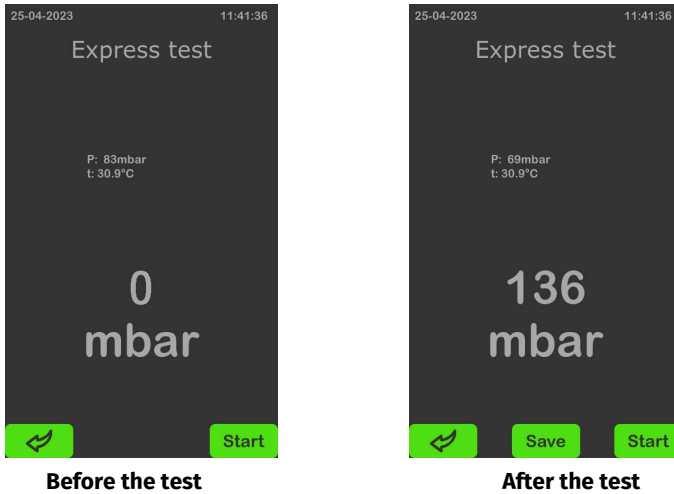 25-04-2023 11:41:36
Express test
P: 83mbar
t: 30.9°C
0
mbar
Start
Before the test
25-04-2023 11:41:36
Express test
P: 69mbar
t: 30.9°C
136
mbar
Save Start
After the test